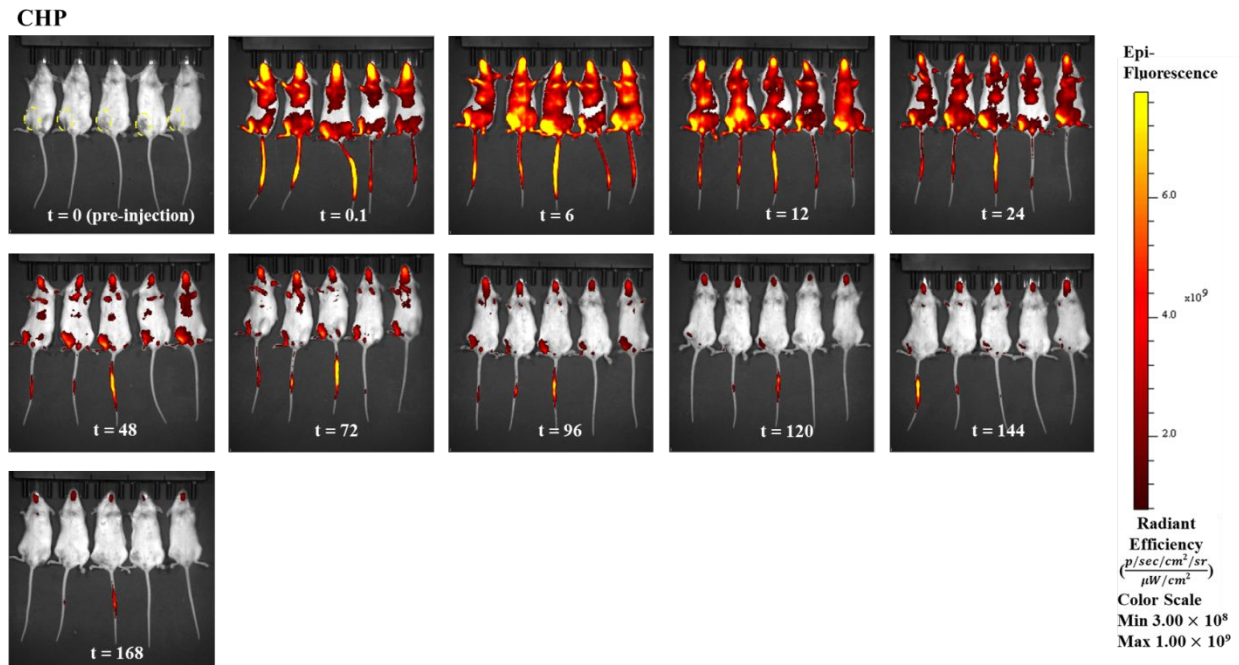 CHP
t = 0 (pre-injection)
t = 0.1
t = 6
t = 12
t = 24
t = 48
t = 72
t = 96
t = 120
t = 144
t = 168
Epi-
Fluorescence
6.0
x10⁹
4.0
2.0
Radiant
Efficiency
(p/sec/cm²/sr / µW/cm²)
Color Scale
Min 3.00 × 10⁸
Max 1.00 × 10⁹